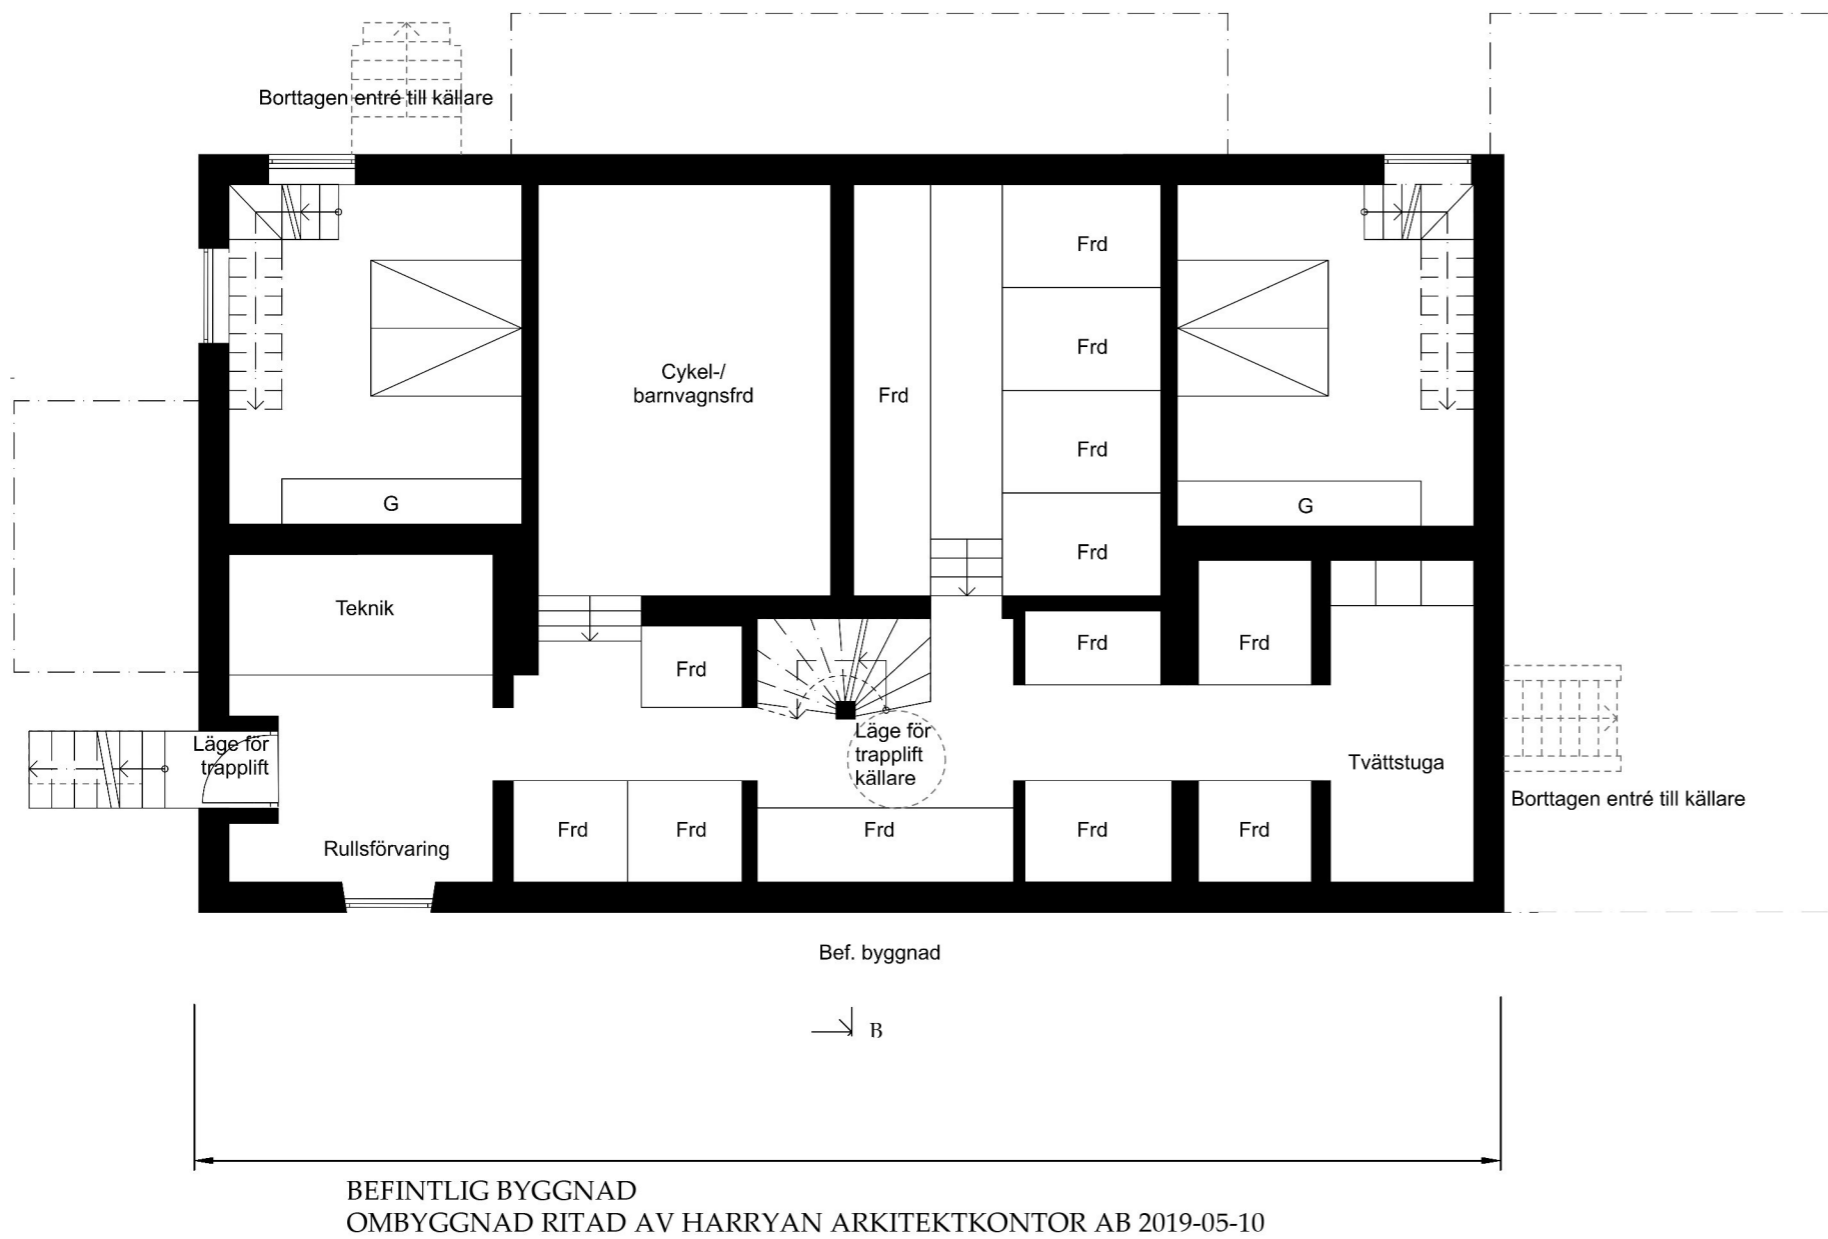 Borttagen entré till källare
Frd
Frd
Cykel-/
barnvagnsfrd
Frd
Frd
G
G
Frd
Teknik
Frd
Frd
Frd
Läge för
trapplift
Läge för
trapplift
källare
Tvättstuga
Borttagen entré till källare
Rullsförvaring
Frd
Frd
Frd
Frd
Frd
Bef. byggnad
B
BEFINTLIG BYGGNAD
OMBYGGNAD RITAD AV HARRYAN ARKITEKTKONTOR AB 2019-05-10